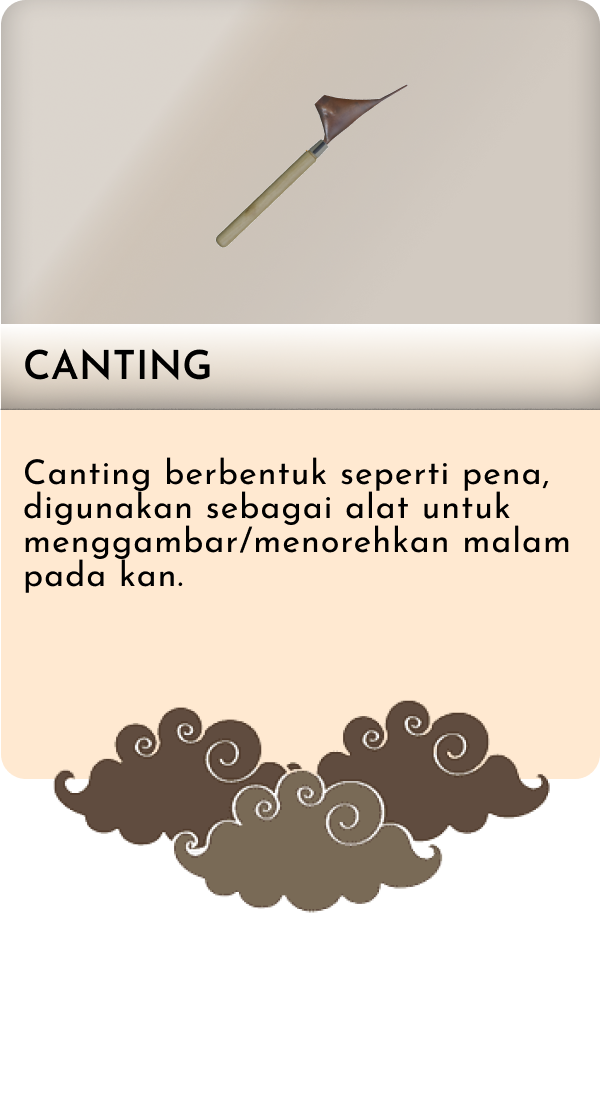 CANTING
Canting berbentuk seperti pena,
digunakan sebagai alat untuk
menggambar/menorehkan malam
pada kan.